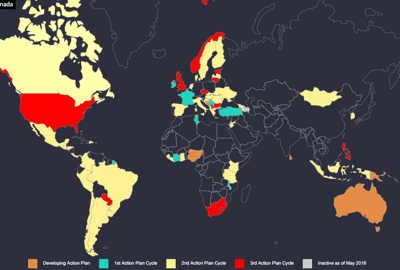 nada
Developing Action Plan 1st Action Plan Cycle 2nd Action Plan Cycle 3rd Action Plan Cycle Inactive as of May 2016